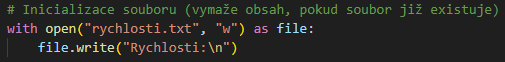 # Inicializace souboru (vymaže obsah, pokud soubor již existuje)
with open("rychlosti.txt", "w") as file:
    file.write("Rychlosti:\n")